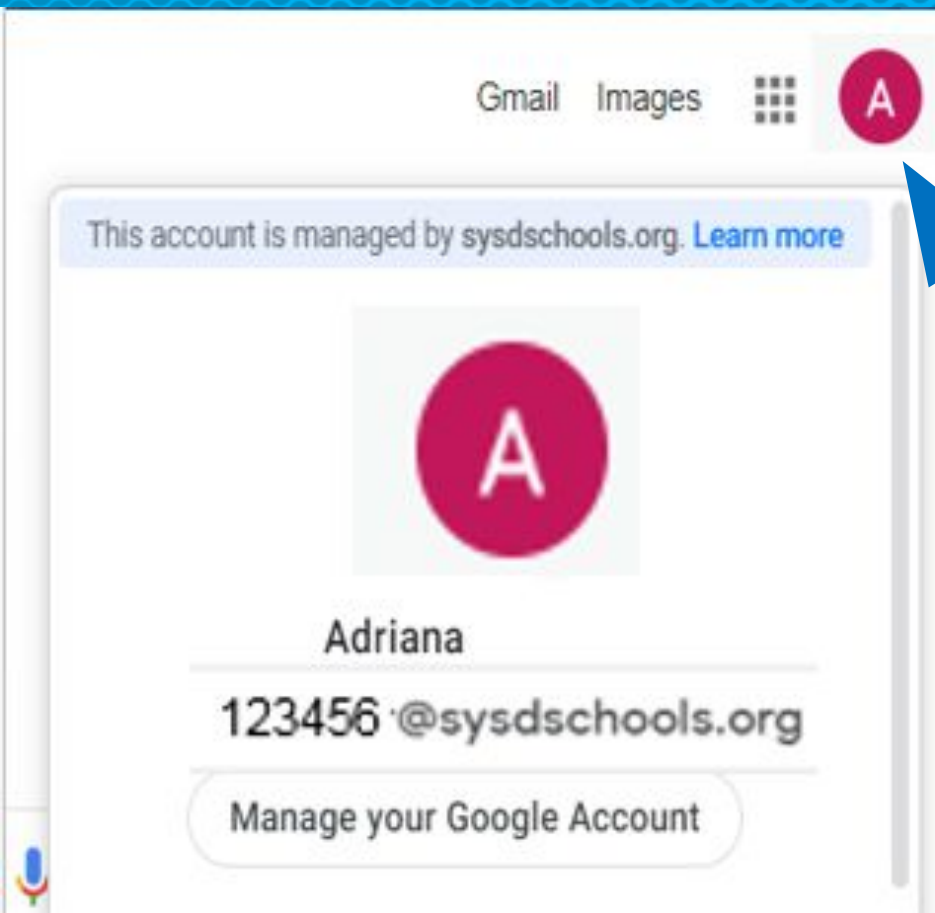 Gmail Images A
This account is managed by sysdschools.org. Learn more
A
Adriana
123456 @sysdschools.org
Manage your Google Account